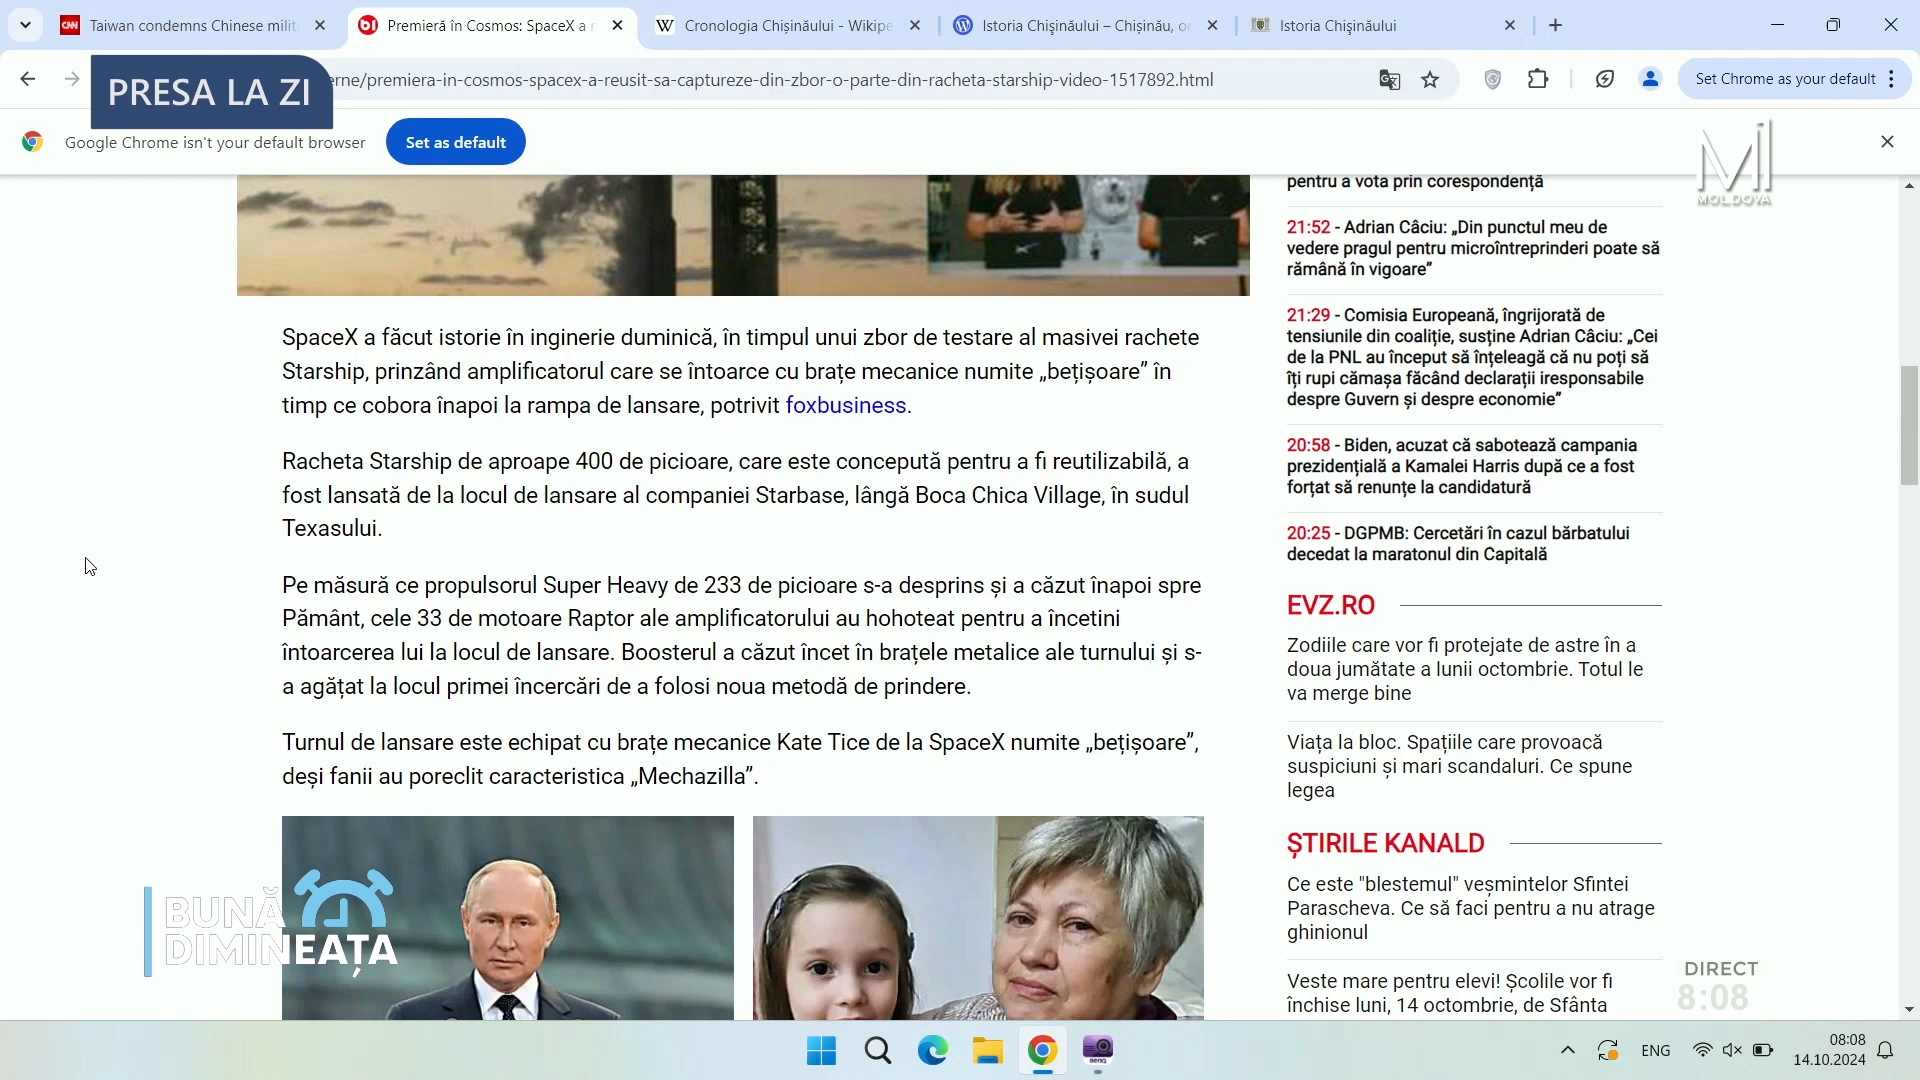 Taiwan condemns Chinese milit
Premieră în Cosmos: SpaceX a r
Cronologia Chișinăului - Wikipe
Istoria Chişinăului – Chișinău, or
Istoria Chişinăului
PRESA LA ZI
erne/premiera-in-cosmos-spacex-a-reusit-sa-captureze-din-zbor-o-parte-din-racheta-starship-video-1517892.html
Set Chrome as your default
Google Chrome isn't your default browser
Set as default
M1
MOLDOVA
SpaceX a făcut istorie în inginerie duminică, în timpul unui zbor de testare al masivei rachete
Starship, prinzând amplificatorul care se întoarce cu brațe mecanice numite „bețișoare” în
timp ce cobora înapoi la rampa de lansare, potrivit foxbusiness.
Racheta Starship de aproape 400 de picioare, care este concepută pentru a fi reutilizabilă, a
fost lansată de la locul de lansare al companiei Starbase, lângă Boca Chica Village, în sudul
Texasului.
Pe măsură ce propulsorul Super Heavy de 233 de picioare s-a desprins și a căzut înapoi spre
Pământ, cele 33 de motoare Raptor ale amplificatorului au hohoteat pentru a încetini
întoarcerea lui la locul de lansare. Boosterul a căzut încet în brațele metalice ale turnului și s-
a agățat la locul primei încercări de a folosi noua metodă de prindere.
Turnul de lansare este echipat cu brațe mecanice Kate Tice de la SpaceX numite „bețișoare”,
deși fanii au poreclit caracteristica „Mechazilla”.
pentru a vota prin corespondență
21:52 - Adrian Câciu: „Din punctul meu de
vedere pragul pentru microîntreprinderi poate să
rămână în vigoare”
21:29 - Comisia Europeană, îngrijorată de
tensiunile din coaliție, susține Adrian Câciu: „Cei
de la PNL au început să înțeleagă că nu poți să
îți rupi cămașa făcând declarații iresponsabile
despre Guvern și despre economie”
20:58 - Biden, acuzat că sabotează campania
prezidențială a Kamalei Harris după ce a fost
forțat să renunțe la candidatură
20:25 - DGPMB: Cercetări în cazul bărbatului
decedat la maratonul din Capitală
EVZ.RO
Zodiile care vor fi protejate de astre în a
doua jumătate a lunii octombrie. Totul le
va merge bine
Viața la bloc. Spațiile care provoacă
suspiciuni și mari scandaluri. Ce spune
legea
ȘTIRILE KANALD
Ce este "blestemul" veșmintelor Sfintei
Parascheva. Ce să faci pentru a nu atrage
ghinionul
Veste mare pentru elevi! Școlile vor fi
închise luni, 14 octombrie, de Sfânta
BUNĂ
DIMINEAȚA
DIRECT
8:08
ENG
08:08
14.10.2024